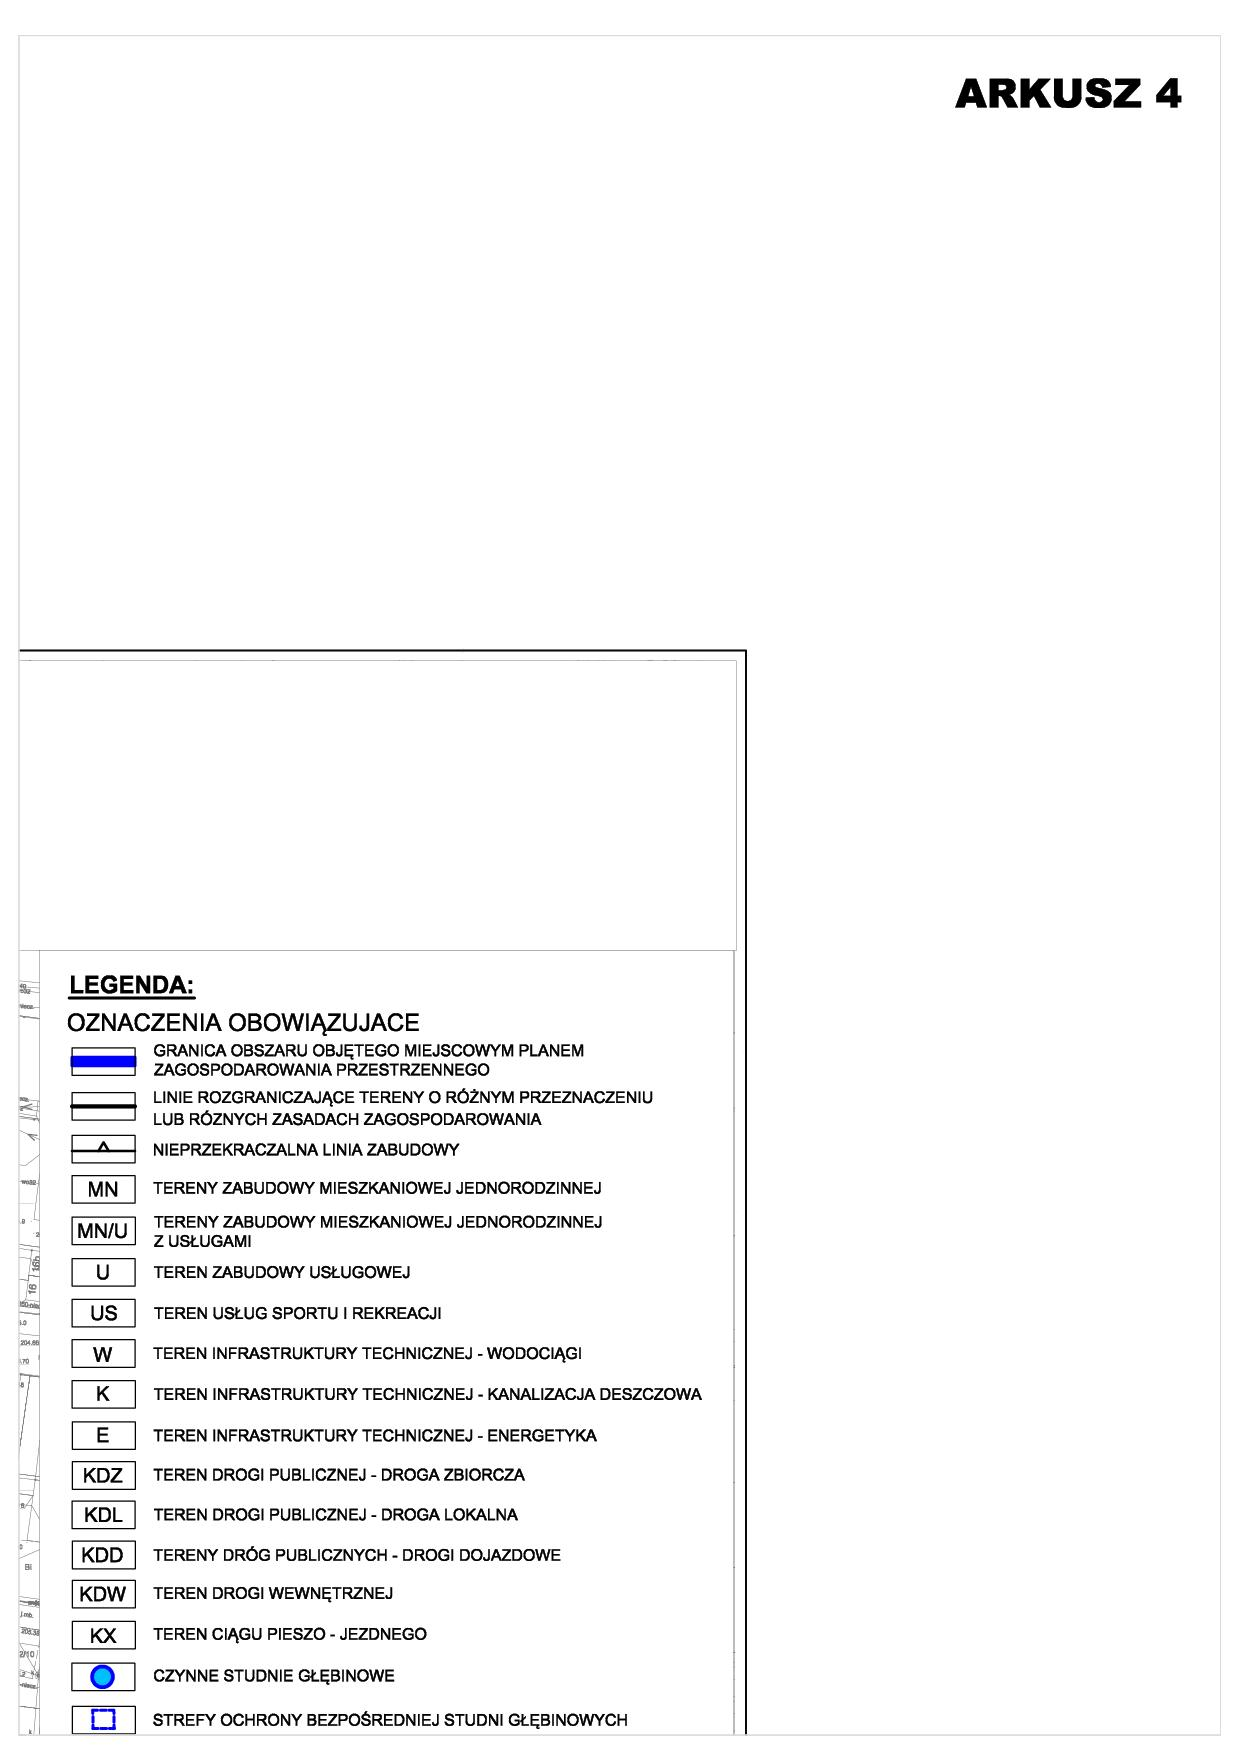 ARKUSZ 4
LEGENDA:
OZNACZENIA OBOWIĄZUJACE
GRANICA OBSZARU OBJĘTEGO MIEJSCOWYM PLANEM
ZAGOSPODAROWANIA PRZESTRZENNEGO
LINIE ROZGRANICZAJĄCE TERENY O RÓŻNYM PRZEZNACZENIU
LUB RÓZNYCH ZASADACH ZAGOSPODAROWANIA
NIEPRZEKRACZALNA LINIA ZABUDOWY
MN TERENY ZABUDOWY MIESZKANIOWEJ JEDNORODZINNEJ
MN/U TERENY ZABUDOWY MIESZKANIOWEJ JEDNORODZINNEJ
Z USŁUGAMI
U TEREN ZABUDOWY USŁUGOWEJ
US TEREN USŁUG SPORTU I REKREACJI
W TEREN INFRASTRUKTURY TECHNICZNEJ - WODOCIĄGI
K TEREN INFRASTRUKTURY TECHNICZNEJ - KANALIZACJA DESZCZOWA
E TEREN INFRASTRUKTURY TECHNICZNEJ - ENERGETYKA
KDZ TEREN DROGI PUBLICZNEJ - DROGA ZBIORCZA
KDL TEREN DROGI PUBLICZNEJ - DROGA LOKALNA
KDD TERENY DRÓG PUBLICZNYCH - DROGI DOJAZDOWE
KDW TEREN DROGI WEWNĘTRZNEJ
KX TEREN CIĄGU PIESZO - JEZDNEGO
CZYNNE STUDNIE GŁĘBINOWE
STREFY OCHRONY BEZPOŚREDNIEJ STUDNI GŁĘBINOWYCH
16b
16
Bi